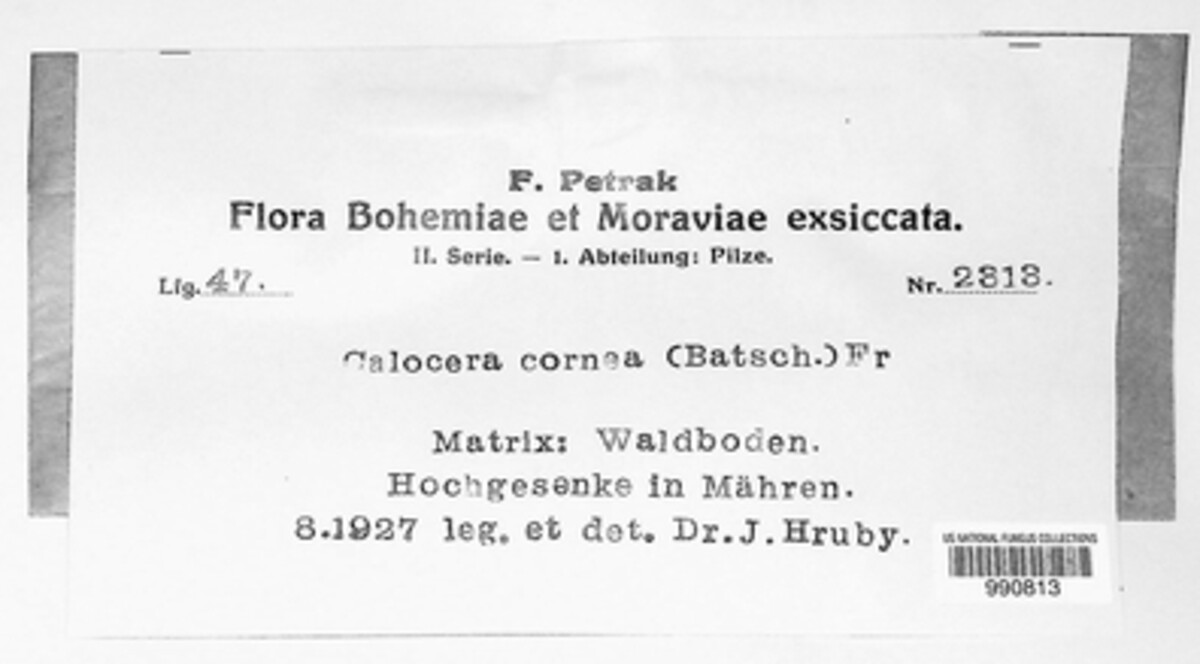 F. Petrak
Flora Bohemiae et Moraviae exsiccata.
II. Serie. — 1. Abteilung: Pilze.
Lfg. 47. Nr. 2313.
Calocera cornea (Batsch.) Fr
Matrix: Waldboden.
Hochgesenke in Mähren.
8.1927 leg. et det. Dr. J. Hruby.
US NATIONAL FUNGUS COLLECTIONS
990813